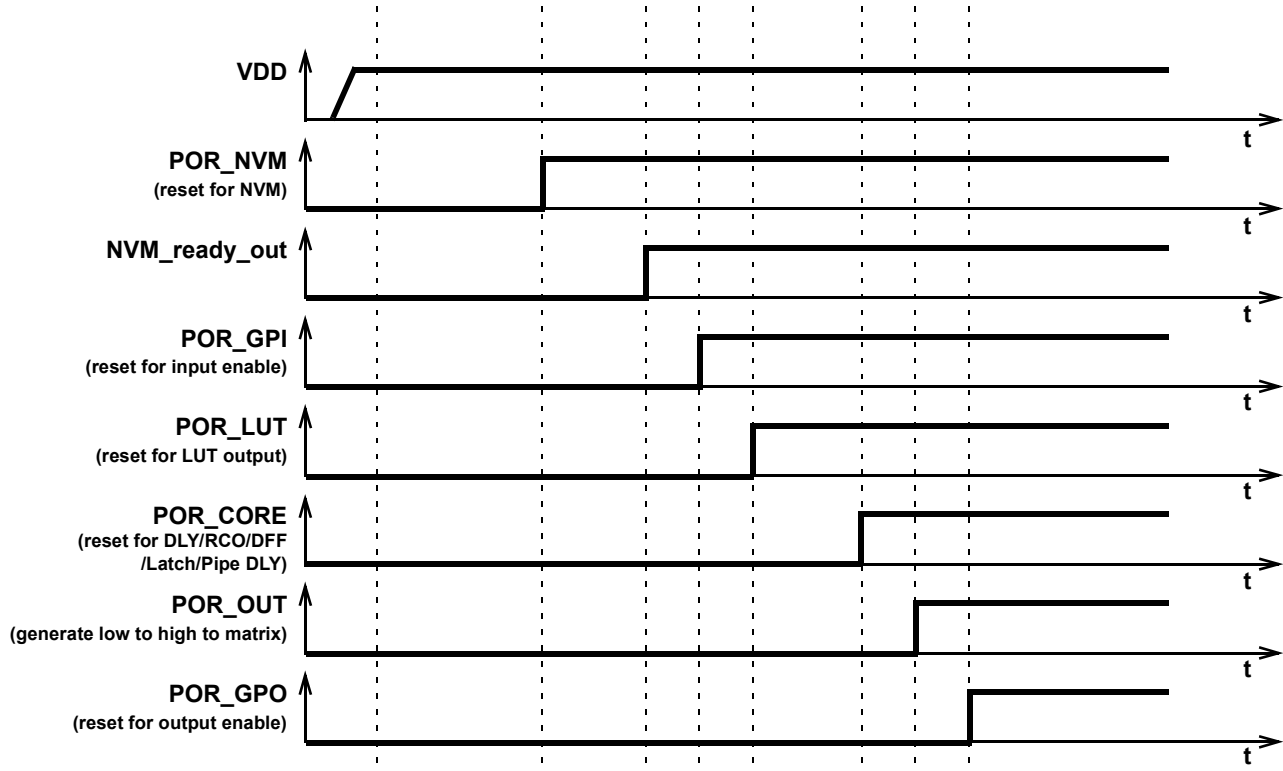 VDD
t
POR_NVM
(reset for NVM)
t
NVM_ready_out
t
POR_GPI
(reset for input enable)
t
POR_LUT
(reset for LUT output)
t
POR_CORE
(reset for DLY/RCO/DFF
/Latch/Pipe DLY)
t
POR_OUT
(generate low to high to matrix)
t
POR_GPO
(reset for output enable)
t